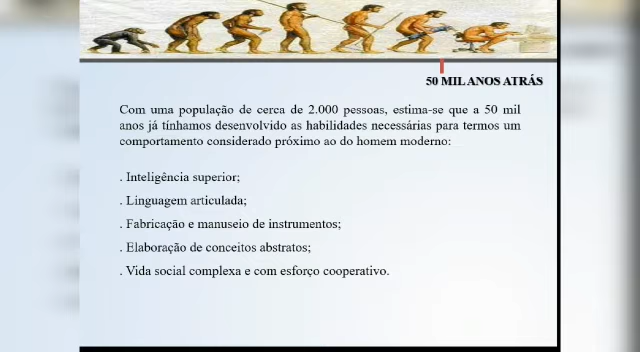 50 MIL ANOS ATRÁS
Com uma população de cerca de 2.000 pessoas, estima-se que a 50 mil
anos já tínhamos desenvolvido as habilidades necessárias para termos um
comportamento considerado próximo ao do homem moderno:
. Inteligência superior;
. Linguagem articulada;
. Fabricação e manuseio de instrumentos;
. Elaboração de conceitos abstratos;
. Vida social complexa e com esforço cooperativo.